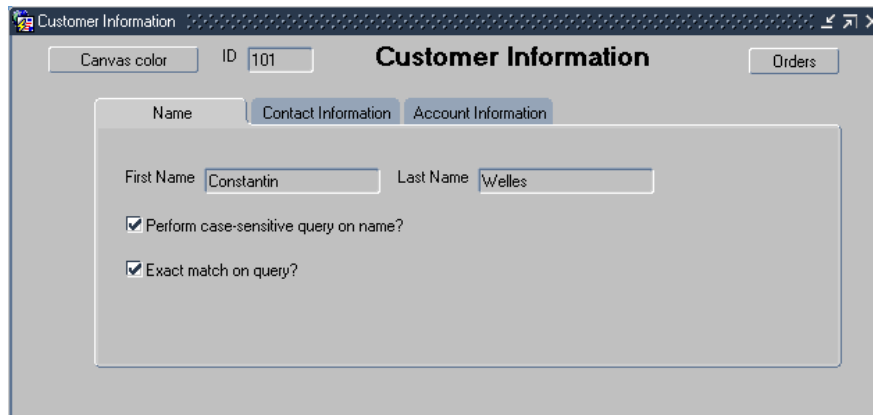 Customer Information
Canvas color ID 101 Customer Information Orders
Name Contact Information Account Information
First Name Constantin Last Name Welles
Perform case-sensitive query on name?
Exact match on query?